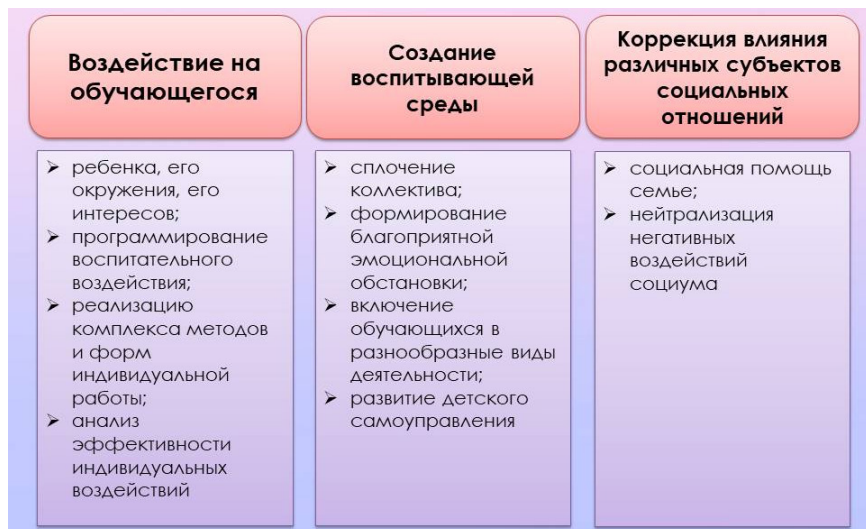 Воздействие на
обучающегося
ребенка, его
окружения, его
интересов;
программирование
воспитательного
воздействия;
реализацию
комплекса методов
и форм
индивидуальной
работы;
анализ
эффективности
индивидуальных
воздействий
Создание
воспитывающей
среды
сплочение
коллектива;
формирование
благоприятной
эмоциональной
обстановки;
включение
обучающихся в
разнообразные виды
деятельности;
развитие детского
самоуправления
Коррекция влияния
различных субъектов
социальных
отношений
социальная помощь
семье;
нейтрализация
негативных
воздействий
социума